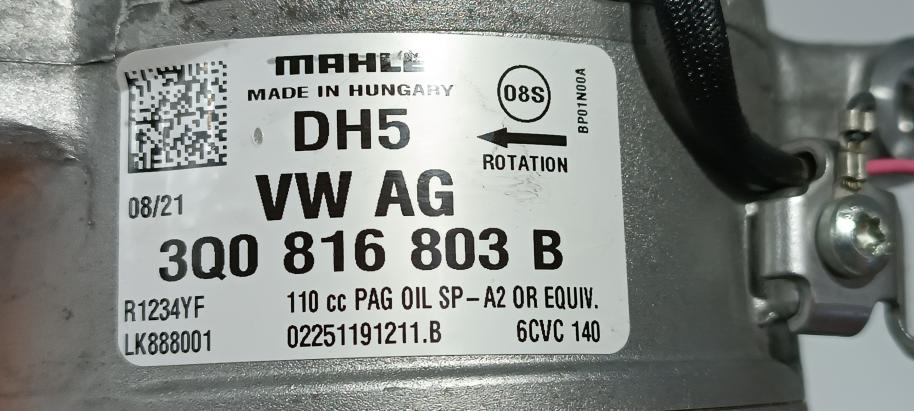 MAHLE
MADE IN HUNGARY
08S
BP01N00A
DH5
ROTATION
08/21
VW AG
3Q0 816 803 B
R1234YF
110 cc PAG OIL SP-A2 OR EQUIV.
LK888001
02251191211.B
6CVC 140